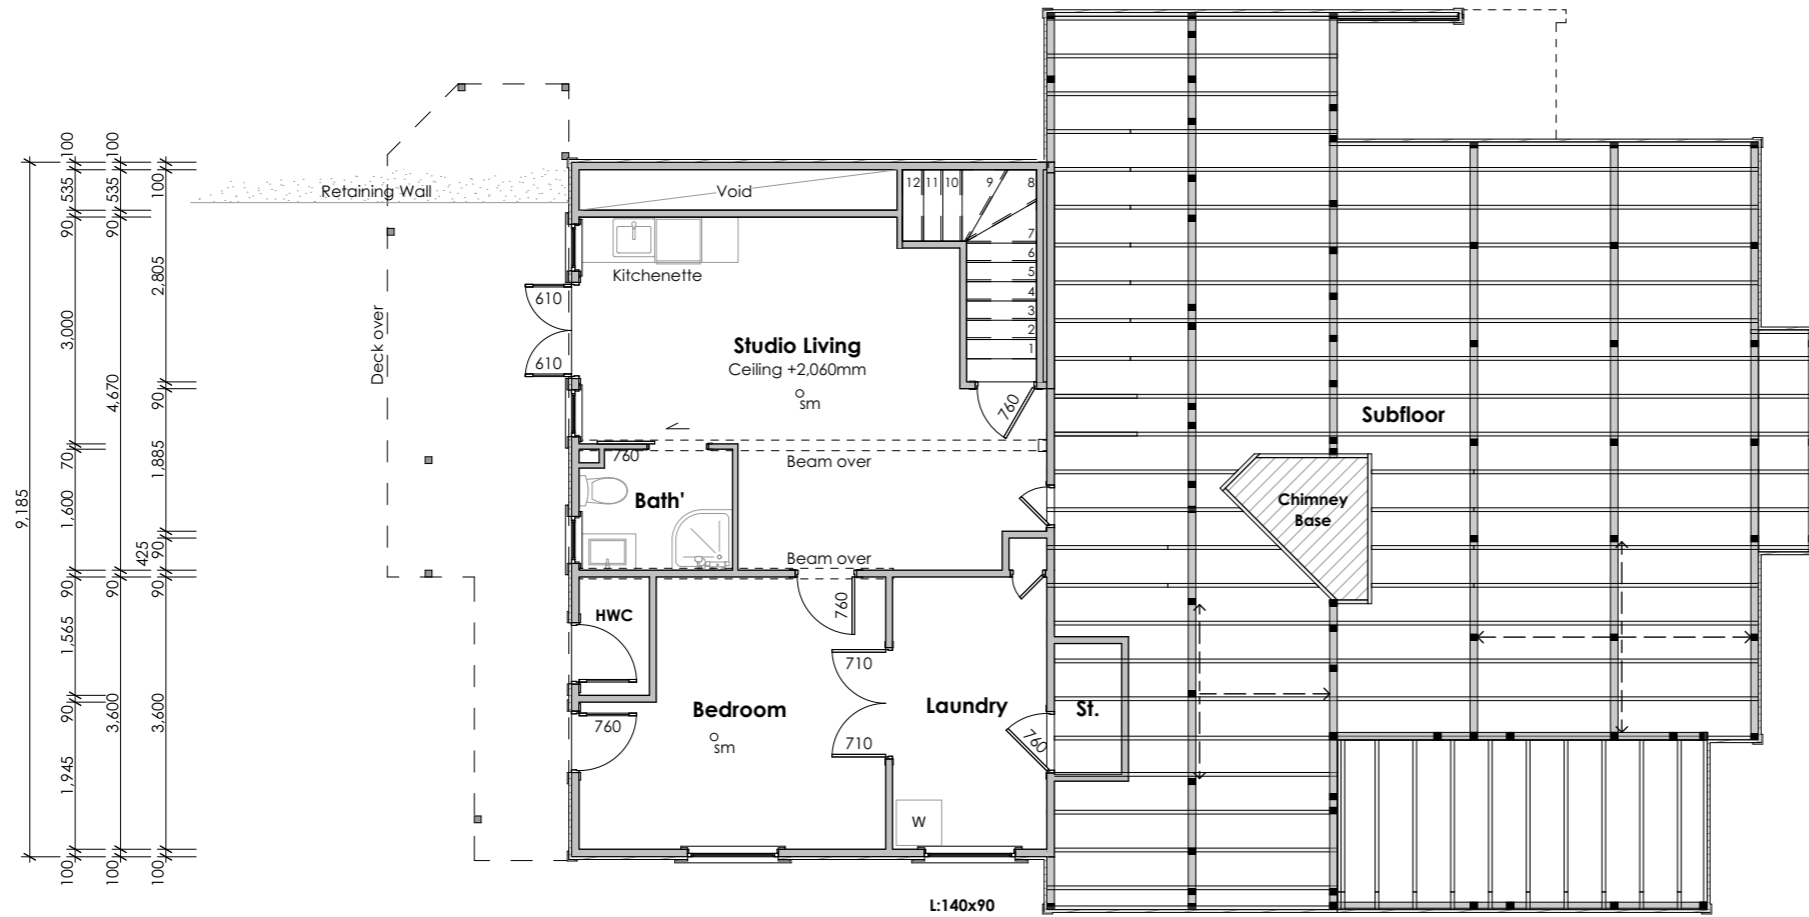 Retaining Wall
Void
12 11 10 9 8
7
6
5
4
3
2
1
Kitchenette
610
610
Studio Living
Ceiling +2,060mm
sm
760
Deck over
Subfloor
760
Beam over
Bath'
Chimney
Base
Beam over
HWC
760
710
Bedroom
sm
Laundry
St.
760
710
760
W
L:140x90
9,185
100
535
90
3,000
70
1,600
90
1,565
90
1,945
100
100
535
90
4,670
90
3,600
100
100
2,805
90
1,885
425
90
90
3,600
100